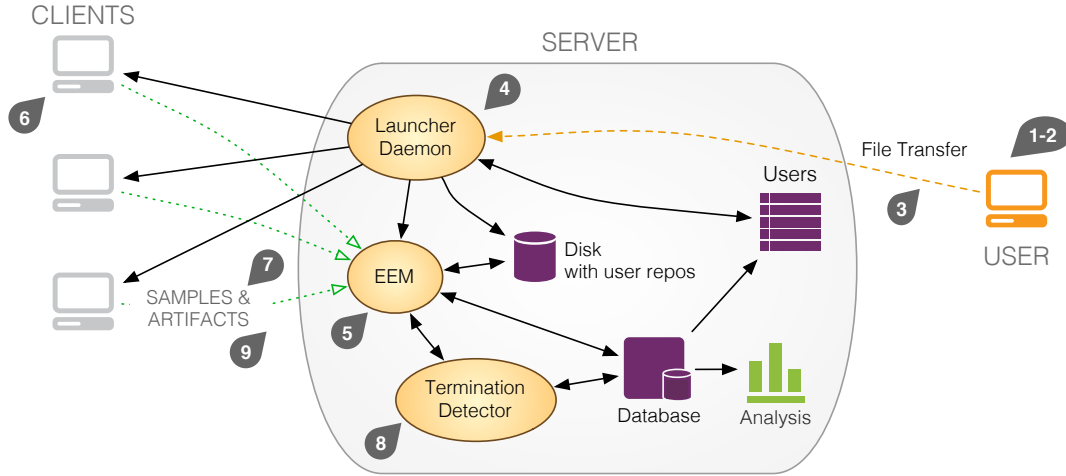 CLIENTS
SERVER
4
6
Launcher
Daemon
1-2
File Transfer
Users
3
USER
7
EEM
Disk
with user repos
SAMPLES &
ARTIFACTS
5
9
Termination
Detector
Database
Analysis
8